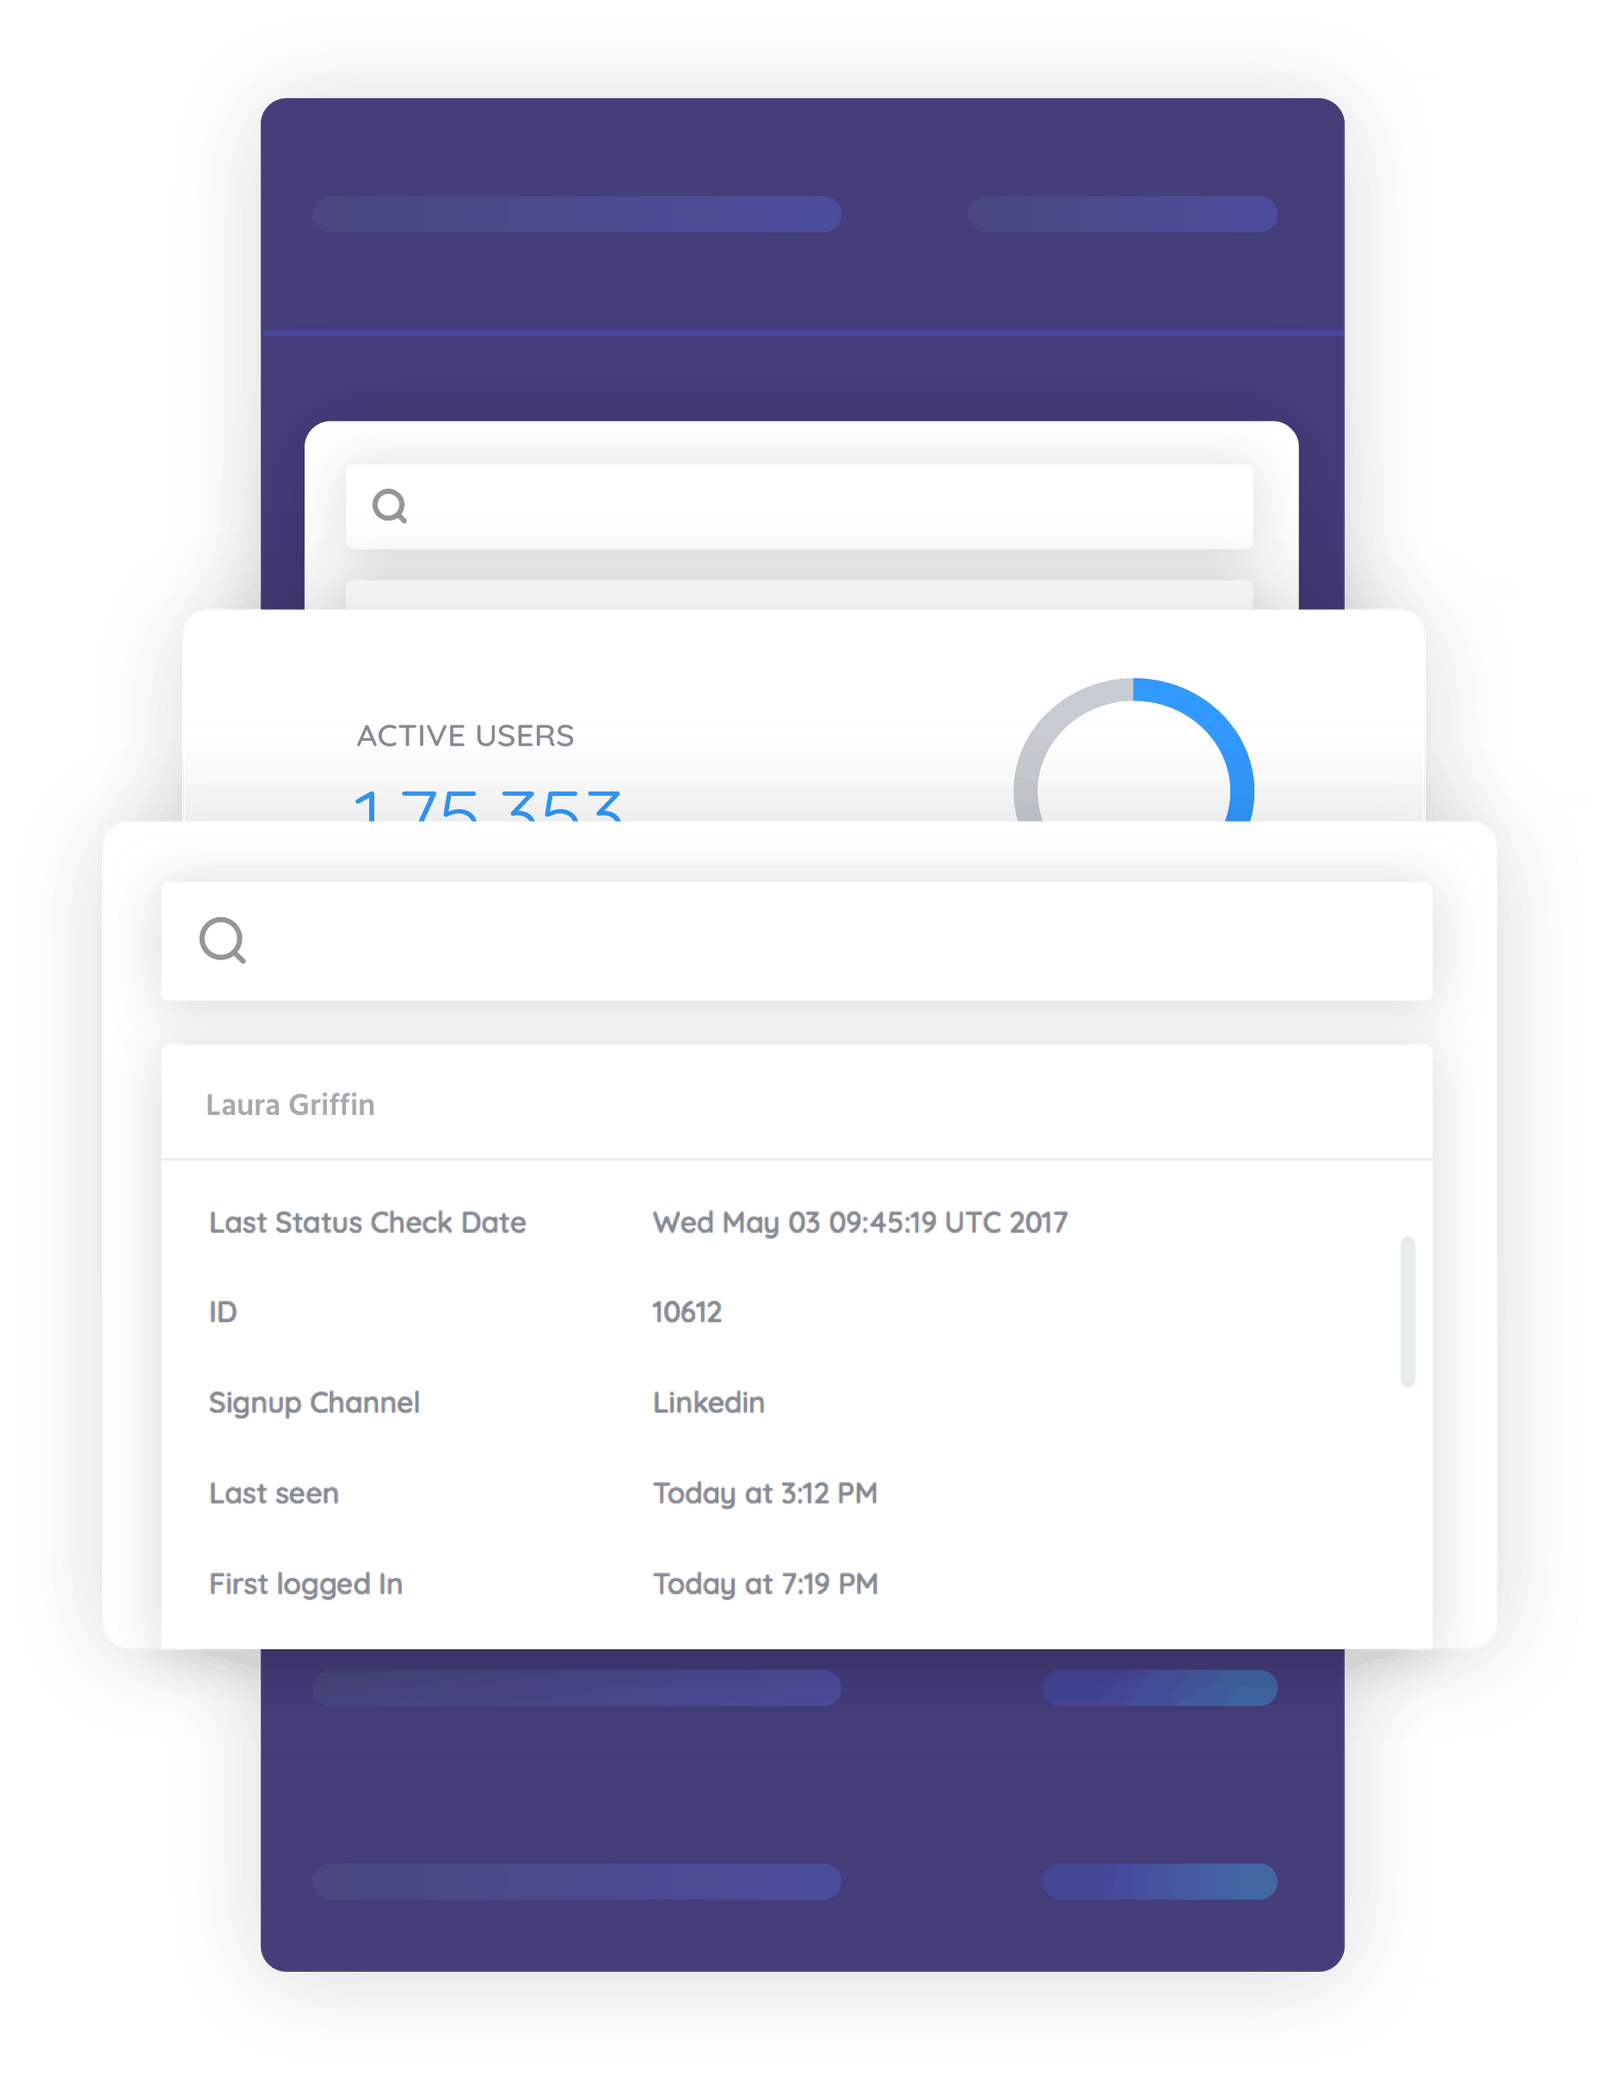 ACTIVE USERS
1,75,353
Laura Griffin
Last Status Check Date Wed May 03 09:45:19 UTC 2017
ID 10612
Signup Channel Linkedin
Last seen Today at 3:12 PM
First logged In Today at 7:19 PM